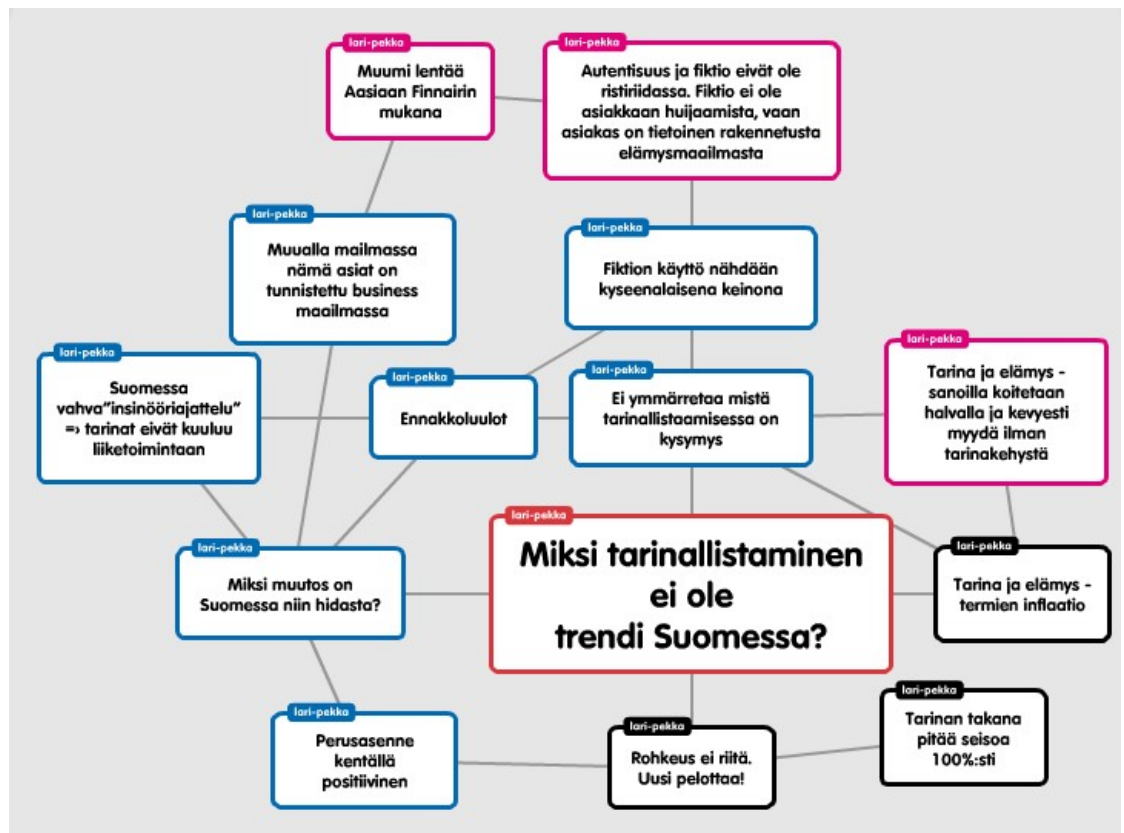 lari-pekka
Muumi lentää
Aasiaan Finnairin
mukana
lari-pekka
Autentisuus ja fiktio eivät ole
ristiriidassa. Fiktio ei ole
asiakkaan huijaamista, vaan
asiakas on tietoinen rakennetusta
elämysmaailmasta
lari-pekka
Muualla mailmassa
nämä asiat on
tunnistettu business
maailmassa
lari-pekka
Fiktion käyttö nähdään
kyseenalaisena keinona
lari-pekka
Suomessa
vahva"insinööriajattelu"
=› tarinat eivät kuuluu
liiketoimintaan
lari-pekka
Ennakkoluulot
lari-pekka
Ei ymmärretaa mistä
tarinallistaamisessa on
kysymys
lari-pekka
Tarina ja elämys -
sanoilla koitetaan
halvalla ja kevyesti
myydä ilman
tarinakehystä
lari-pekka
Miksi muutos on
Suomessa niin hidasta?
lari-pekka
Miksi tarinallistaminen
ei ole
trendi Suomessa?
lari-pekka
Tarina ja elämys -
termien inflaatio
lari-pekka
Perusasenne
kentällä
positiivinen
lari-pekka
Rohkeus ei riitä.
Uusi pelottaa!
lari-pekka
Tarinan takana
pitää seisoa
100%:sti